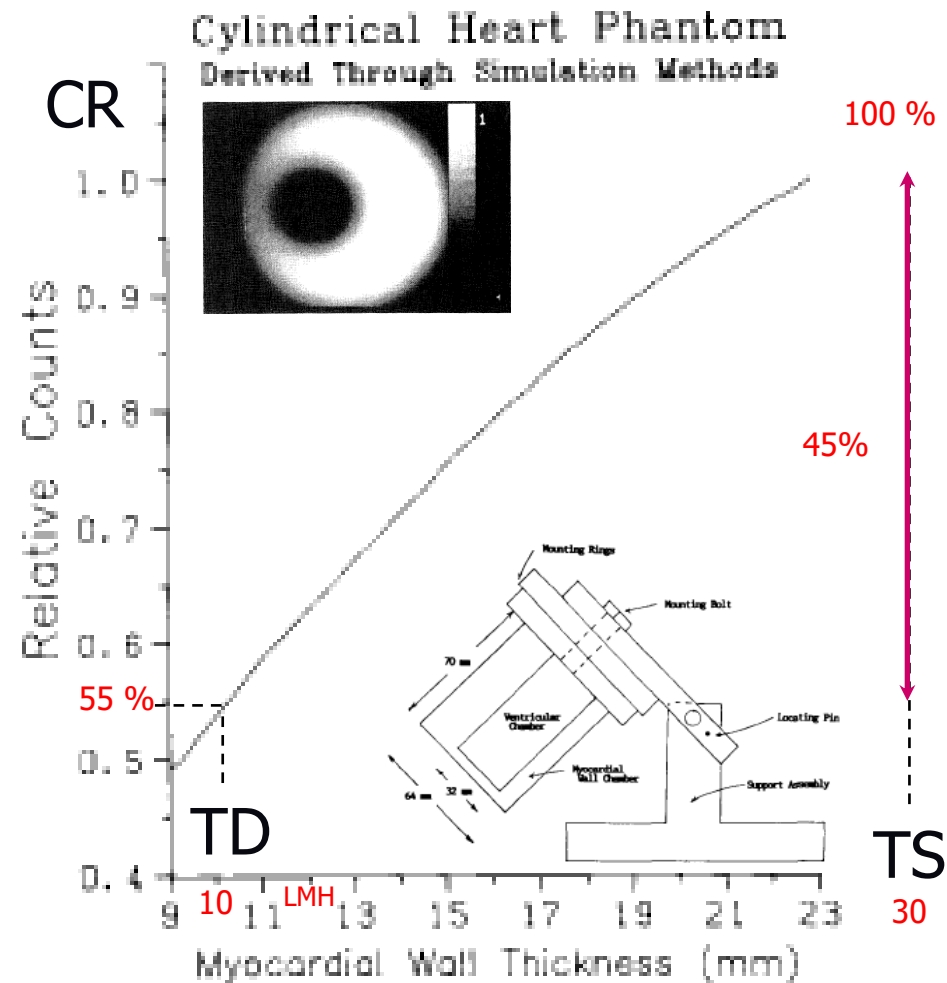 Cylindrical Heart Phantom
Derived Through Simulation Methods
CR
1
100 %
1.0
0.9
0.8
0.7
0.6
0.5
0.4
Relative Counts
45%
55 %
Mounting Rings
Mounting Bolt
70 mm
Ventricular
Chamber
Locating Pin
Myocardial
Wall Chamber
Support Assembly
64 mm
32 mm
TD
TS
10
LMH
30
9 11 13 15 17 19 21 23
Myocardial Wall Thickness (mm)